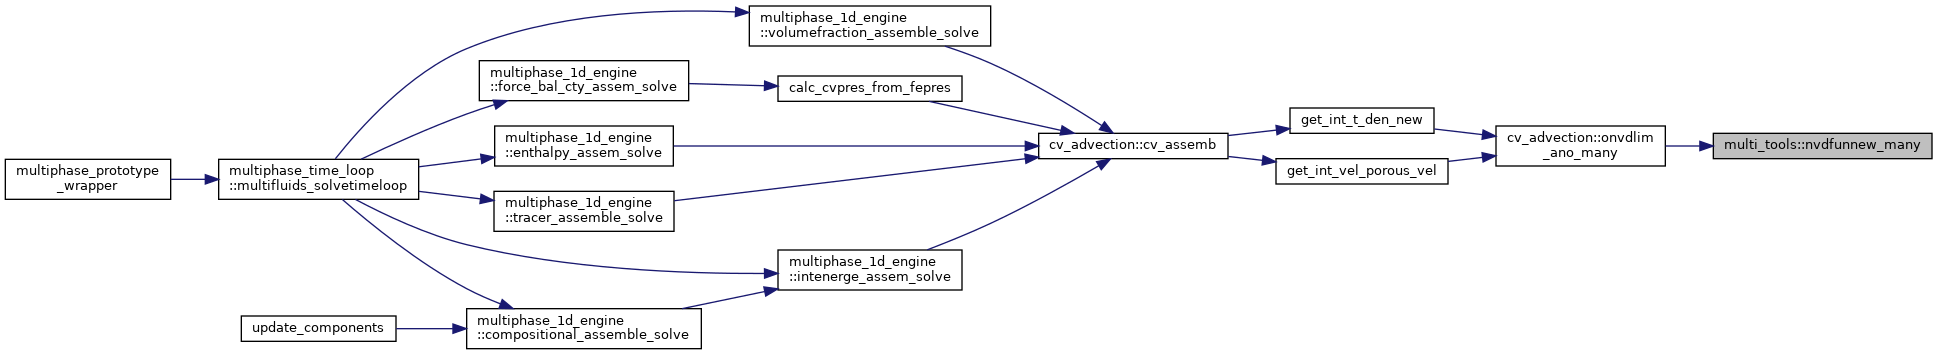 multiphase_1d_engine
::volumefraction_assemble_solve
multiphase_1d_engine
::force_bal_cty_assem_solve
calc_cvpres_from_fepres
get_int_t_den_new
multiphase_1d_engine
::enthalpy_assem_solve
cv_advection::cv_assemb
cv_advection::onvdlim
_ano_many
multi_tools::nvdfunnew_many
multiphase_prototype
_wrapper
multiphase_time_loop
::multifluids_solvetimeloop
get_int_vel_porous_vel
multiphase_1d_engine
::tracer_assemble_solve
multiphase_1d_engine
::intenerge_assem_solve
update_components
multiphase_1d_engine
::compositional_assemble_solve